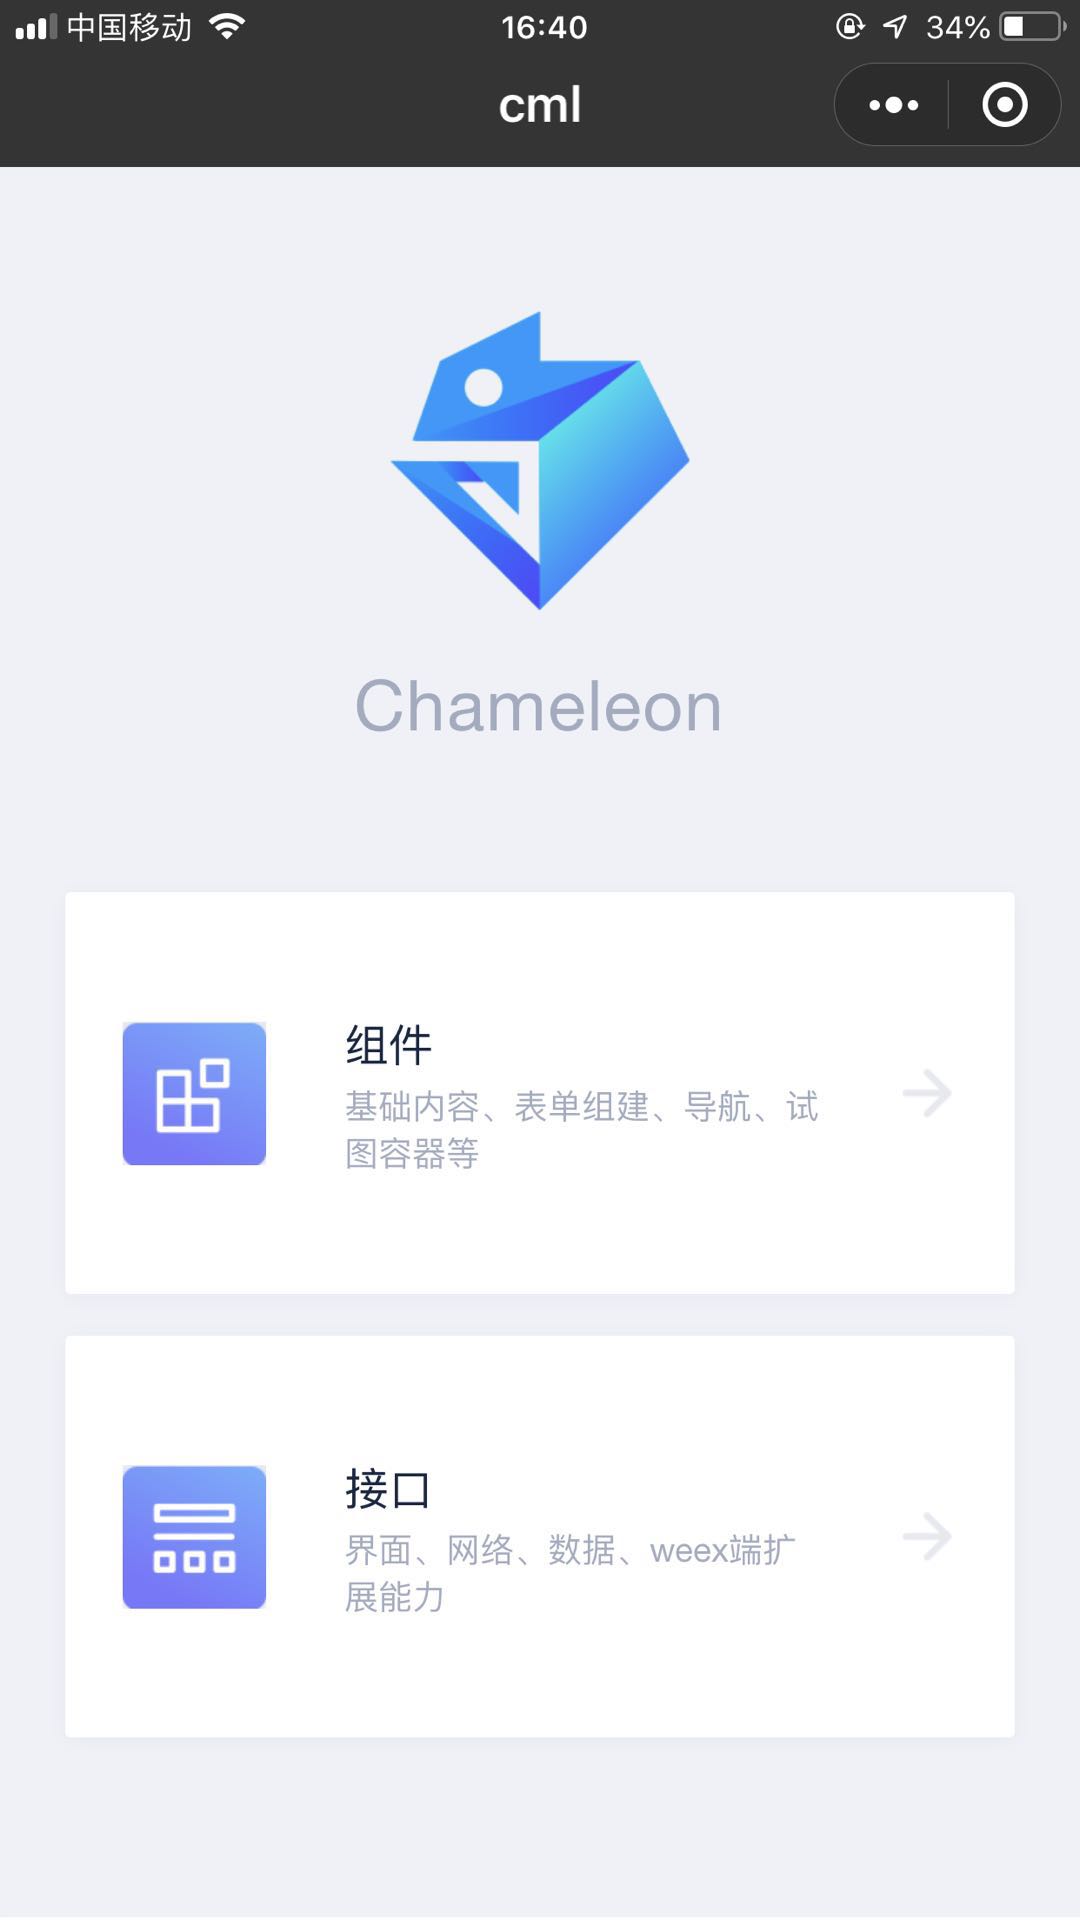 中国移动
16:40
34%
cml
Chameleon
组件
基础内容、表单组建、导航、试
图容器等
接口
界面、网络、数据、weex端扩
展能力